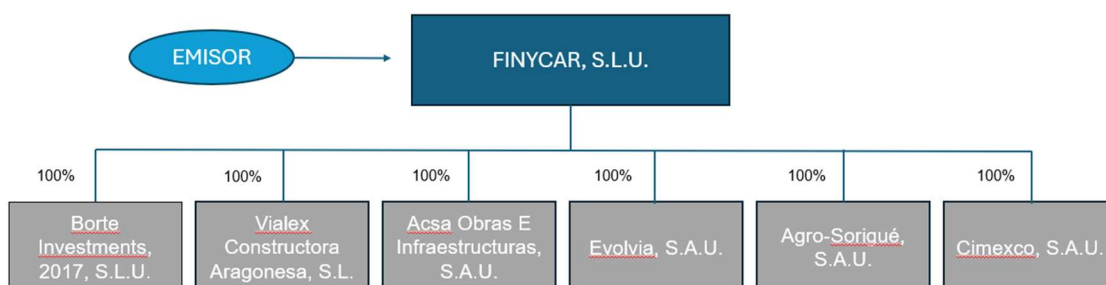 EMISOR
FINYCAR, S.L.U.
100%
100%
100%
100%
100%
100%
Borte
Investments,
2017, S.L.U.
Vialex
Constructora
Aragonesa, S.L.
Acsa Obras E
Infraestructuras,
S.A.U.
Evolvia, S.A.U.
Agro-Sorigué,
S.A.U.
Cimexco, S.A.U.